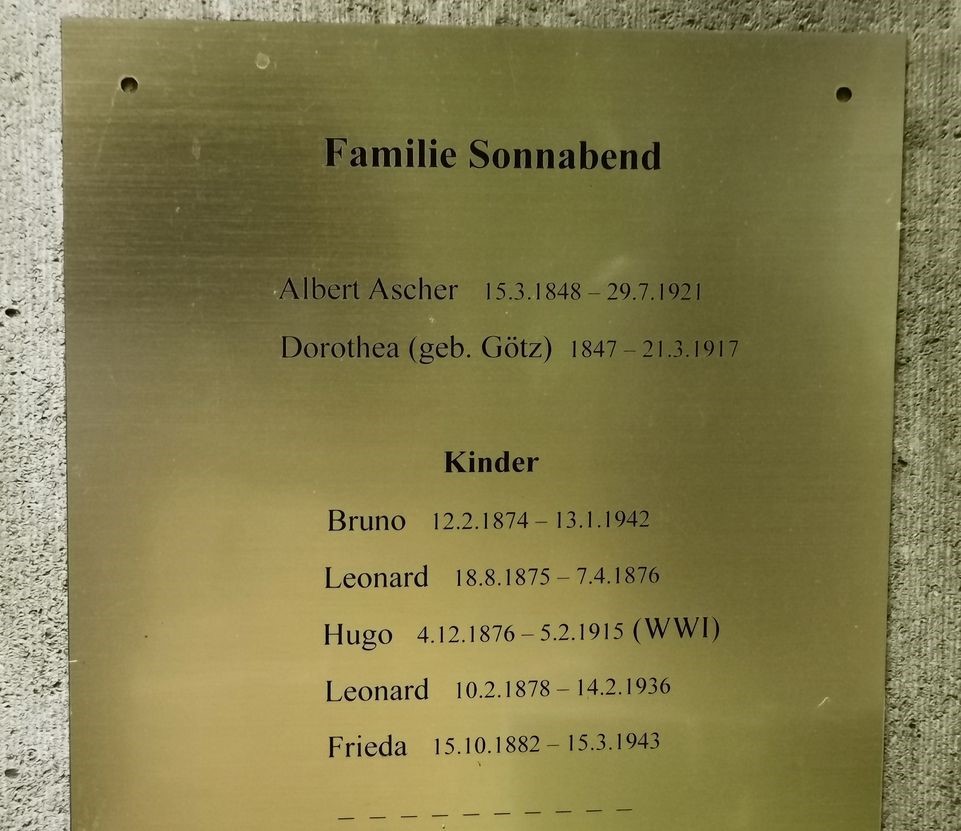 Familie Sonnabend
Albert Ascher 15.3.1848 – 29.7.1921
Dorothea (geb. Götz) 1847 – 21.3.1917
Kinder
Bruno 12.2.1874 – 13.1.1942
Leonard 18.8.1875 – 7.4.1876
Hugo 4.12.1876 – 5.2.1915 (WWI)
Leonard 10.2.1878 – 14.2.1936
Frieda 15.10.1882 – 15.3.1943
_ _ _ _ _ _ _ _ _ _